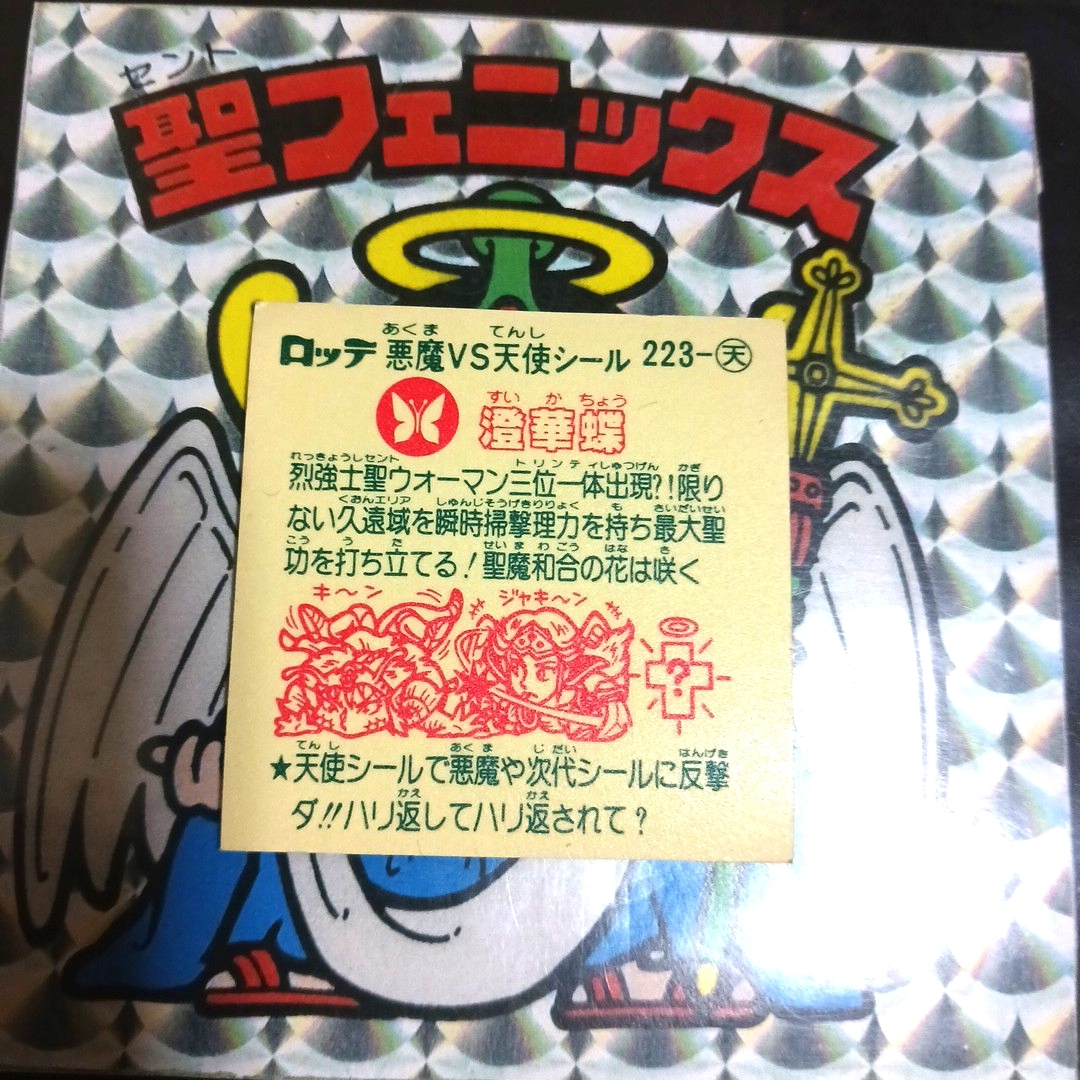 セント
聖フェニックス
ロッテ 悪魔VS天使シール 223-天
あくま てんし
すいかちょう
澄華蝶
れっきょうしセント トリンティしゅつげん かぎ
烈強士聖ウォーマン三位一体出現?!限り
くおんエリア しゅんじそうげきりりょく も さいだいせい
ない久遠域を瞬時掃撃理力を持ち最大聖
こう う た せいまわごう はな さ
功を打ち立てる!聖魔和合の花は咲く
キ〜ン ジャキ〜ン
?
てんし あくま じだい はんげき
★天使シールで悪魔や次代シールに反撃
かえ かえ
ダ!!ハリ返してハリ返されて?